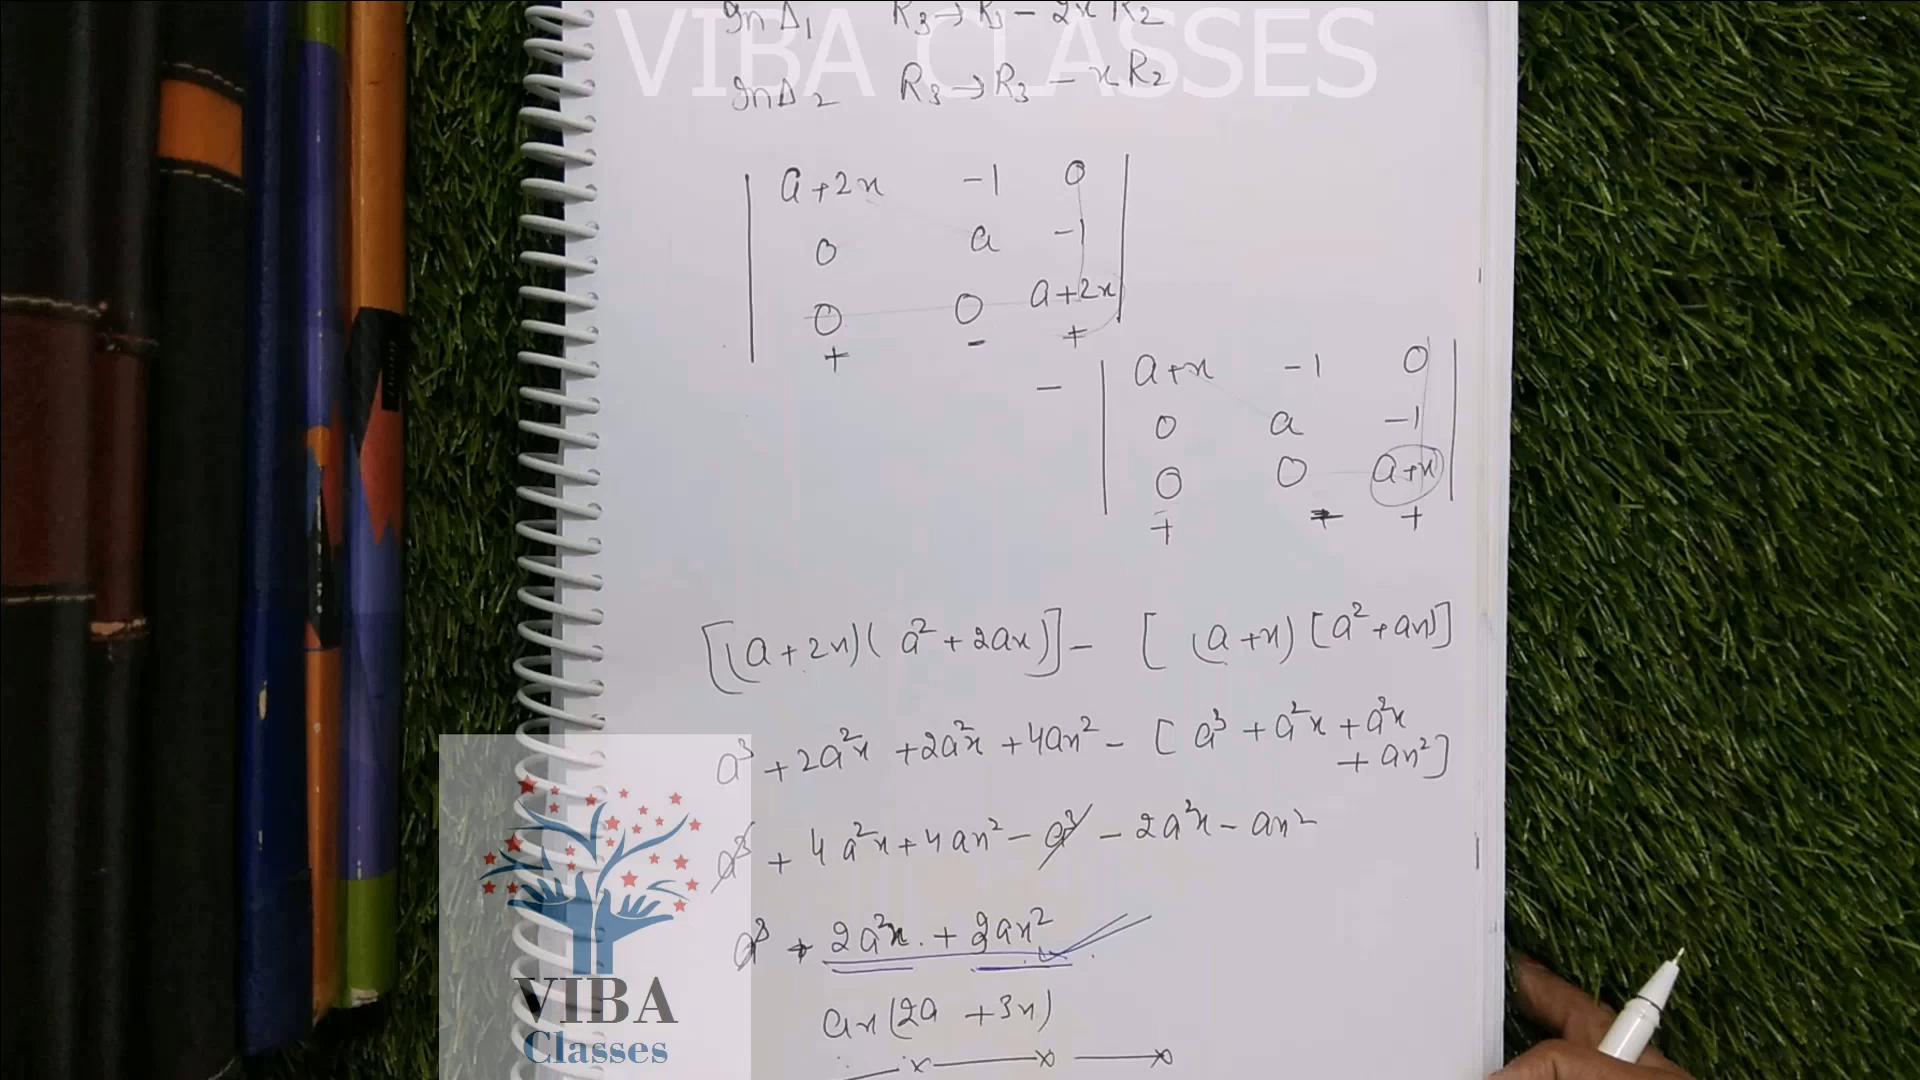 In Δ₁ R₃→R₃ - 2x R₂
VIBA CLASSES
In Δ₂ R₃→R₃ - x R₂
| a+2x -1 0 |
| 0 a -1 |
| 0 0 a+2x |
+ - +
- | a+x -1 0 |
| 0 a -1 |
| 0 0 a+x |
+ - +
[(a+2x)(a²+2ax)] - [(a+x)[a²+ax]]
a³ + 2a²x + 2a²x + 4ax² - [a³ + a²x + a²x
+ ax²]
a³ + 4a²x + 4ax² - a³ - 2a²x - ax²
2a²x + 3ax²
ax(2a + 3x)
VIBA
Classes